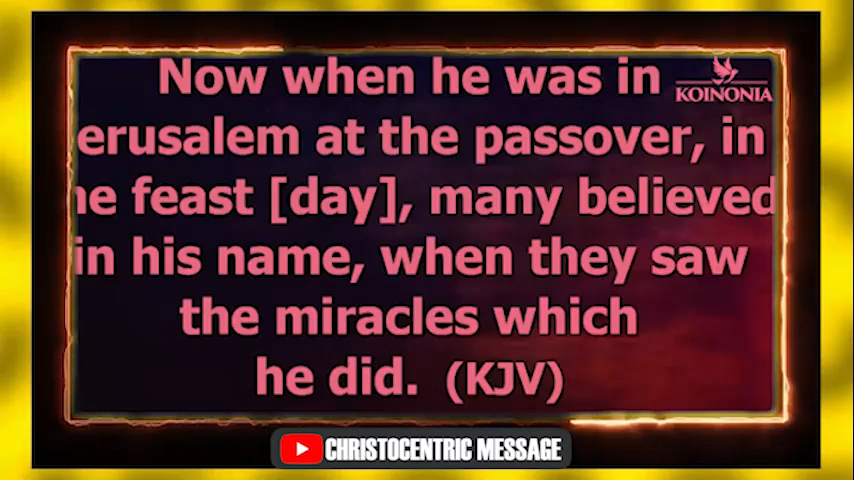 Now when he was in
KOINONIA
erusalem at the passover, in
he feast [day], many believed
in his name, when they saw
the miracles which
he did. (KJV)
CHRISTOCENTRIC MESSAGE